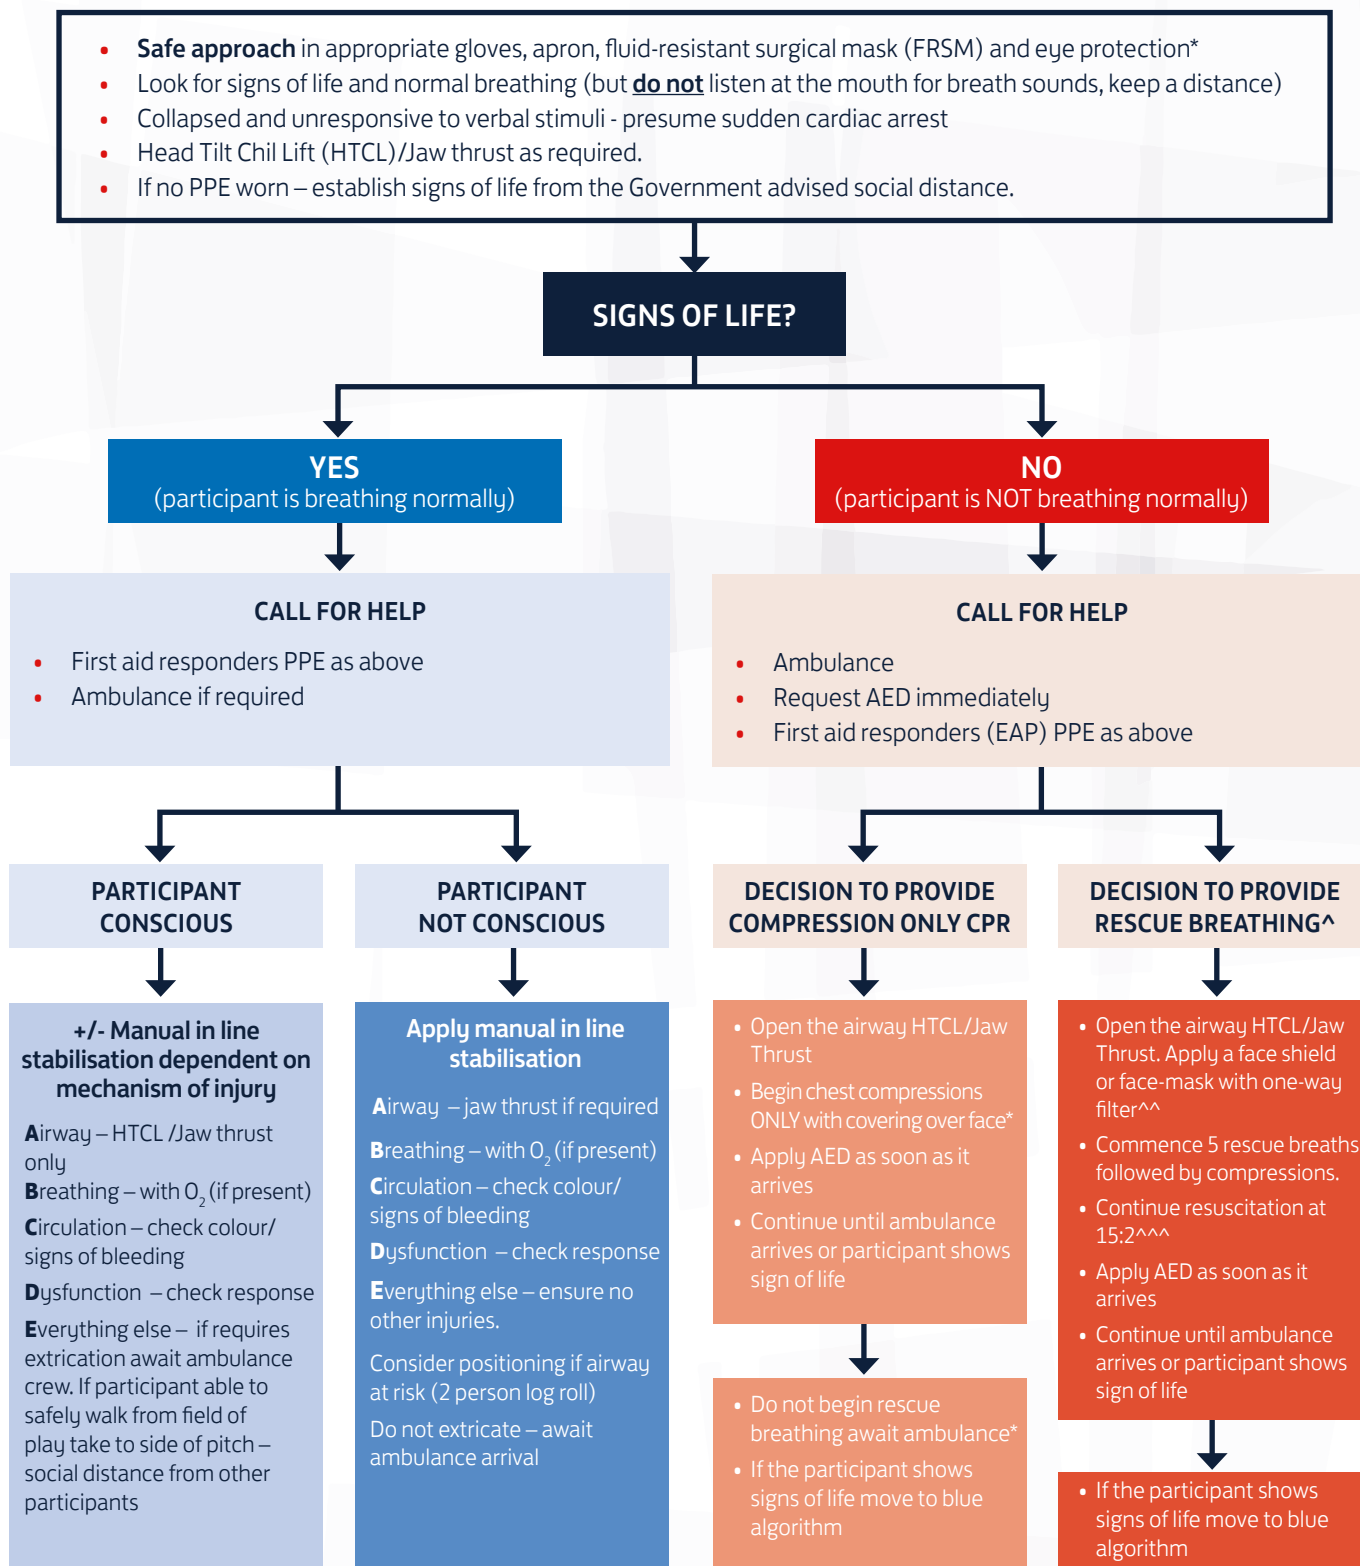 • Safe approach in appropriate gloves, apron, fluid-resistant surgical mask (FRSM) and eye protection*
• Look for signs of life and normal breathing (but do not listen at the mouth for breath sounds, keep a distance)
• Collapsed and unresponsive to verbal stimuli - presume sudden cardiac arrest
• Head Tilt Chil Lift (HTCL)/Jaw thrust as required.
• If no PPE worn – establish signs of life from the Government advised social distance.
SIGNS OF LIFE?
YES
(participant is breathing normally)
NO
(participant is NOT breathing normally)
CALL FOR HELP
• First aid responders PPE as above
• Ambulance if required
CALL FOR HELP
• Ambulance
• Request AED immediately
• First aid responders (EAP) PPE as above
PARTICIPANT
CONSCIOUS
PARTICIPANT
NOT CONSCIOUS
DECISION TO PROVIDE
COMPRESSION ONLY CPR
DECISION TO PROVIDE
RESCUE BREATHING^
+/- Manual in line
stabilisation dependent on
mechanism of injury
Airway – HTCL /Jaw thrust
only
Breathing – with O2 (if present)
Circulation – check colour/
signs of bleeding
Dysfunction – check response
Everything else – if requires
extrication await ambulance
crew. If participant able to
safely walk from field of
play take to side of pitch –
social distance from other
participants
Apply manual in line
stabilisation
Airway – jaw thrust if required
Breathing – with O2 (if present)
Circulation – check colour/
signs of bleeding
Dysfunction – check response
Everything else – ensure no
other injuries.
Consider positioning if airway
at risk (2 person log roll)
Do not extricate – await
ambulance arrival
• Open the airway HTCL/Jaw
Thrust
• Begin chest compressions
ONLY with covering over face*
• Apply AED as soon as it
arrives
• Continue until ambulance
arrives or participant shows
sign of life
• Do not begin rescue
breathing await ambulance*
• If the participant shows
signs of life move to blue
algorithm
• Open the airway HTCL/Jaw
Thrust. Apply a face shield
or face-mask with one-way
filter^^
• Commence 5 rescue breaths
followed by compressions.
• Continue resuscitation at
15:2^^^
• Apply AED as soon as it
arrives
• Continue until ambulance
arrives or participant shows
sign of life
• If the participant shows
signs of life move to blue
algorithm